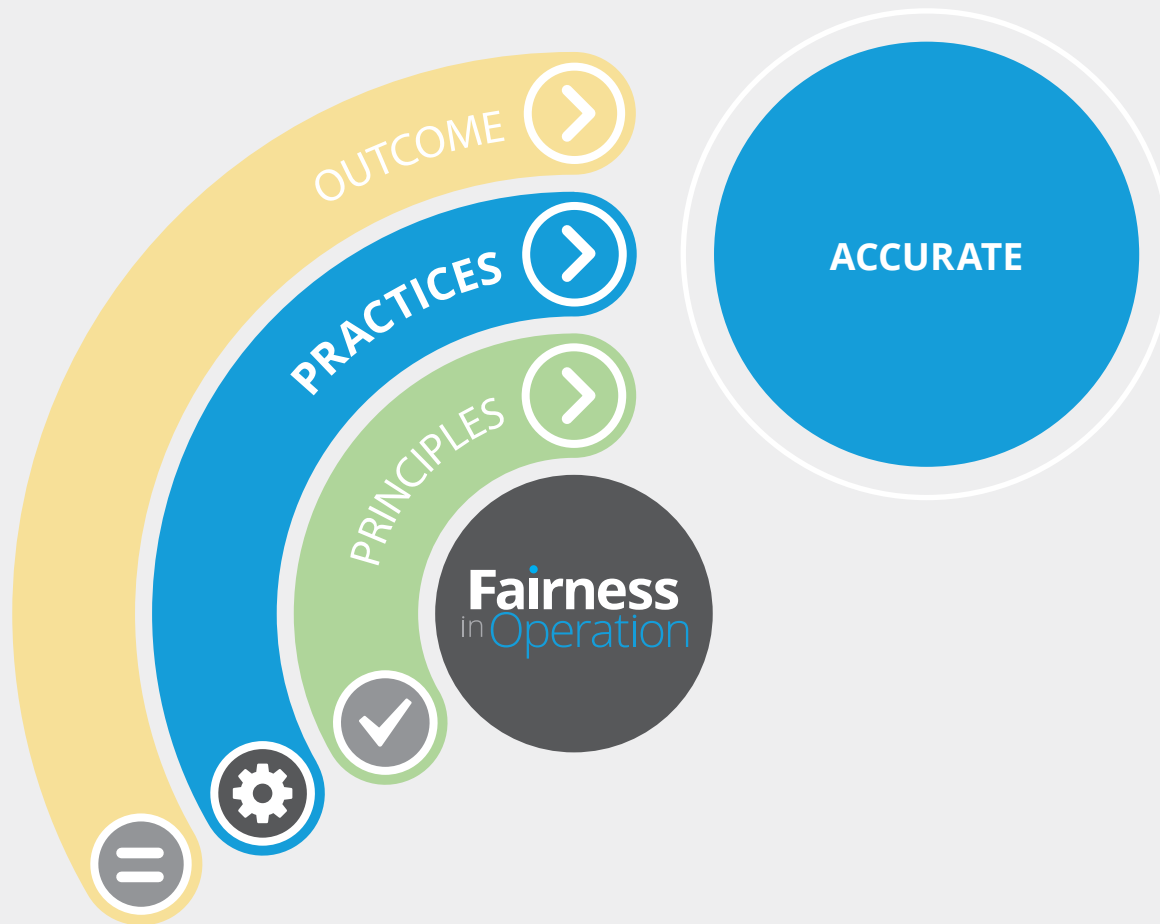 OUTCOME
PRACTICES
PRINCIPLES
ACCURATE
Fairness
in Operation